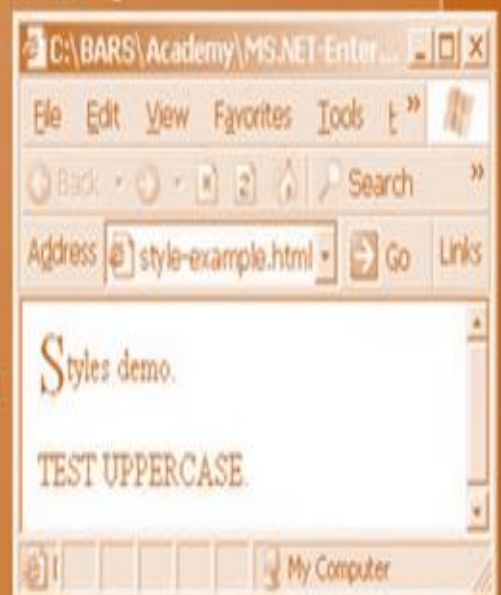 C:\BARS\Academy\MS.NET-Enter...
File Edit View Favorites Tools »
Back Search »
Address style-example.html Go Links
Styles demo.
TEST UPPERCASE.
My Computer